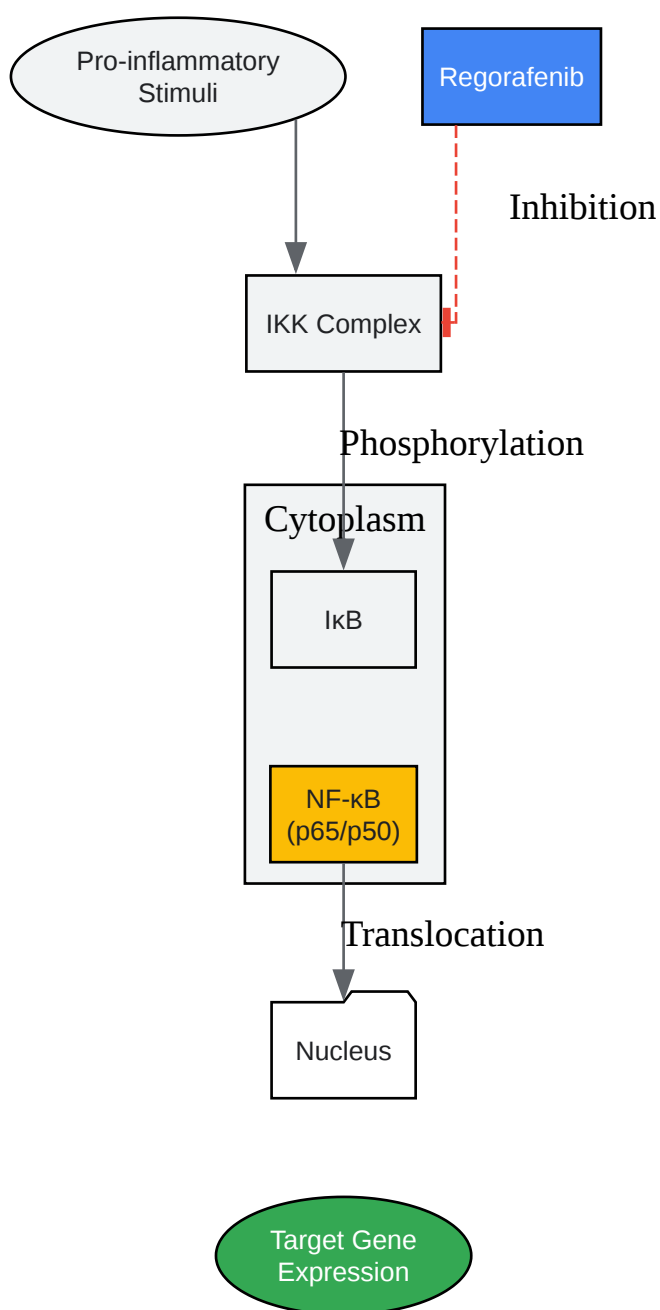 Pro-inflammatory
Stimuli
Regorafenib
Inhibition
IKK Complex
Phosphorylation
Cytoplasm
IκB
NF-κB
(p65/p50)
Translocation
Nucleus
Target Gene
Expression